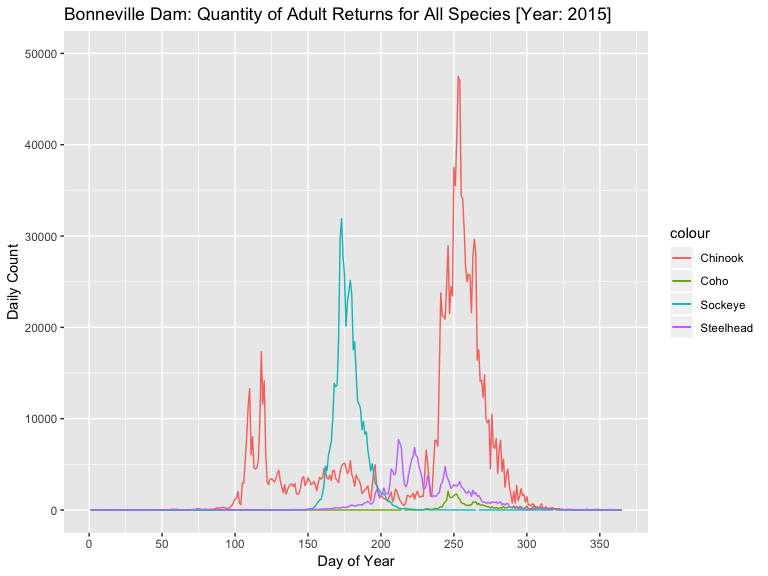 Bonneville Dam: Quantity of Adult Returns for All Species [Year: 2015]
Daily Count
50000
40000
30000
20000
10000
0
0 50 100 150 200 250 300 350
Day of Year
colour
Chinook
Coho
Sockeye
Steelhead